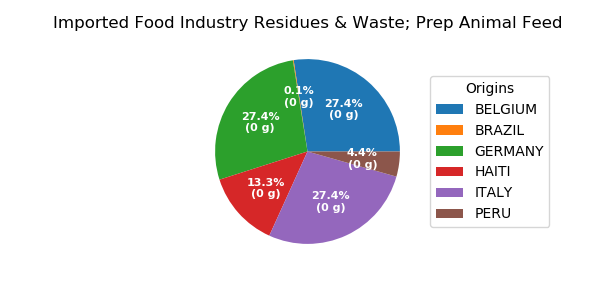 Imported Food Industry Residues & Waste; Prep Animal Feed
0.1%
(0 g)
27.4%
(0 g)
27.4%
(0 g)
4.4%
(0 g)
13.3%
(0 g)
27.4%
(0 g)
Origins
BELGIUM
BRAZIL
GERMANY
HAITI
ITALY
PERU